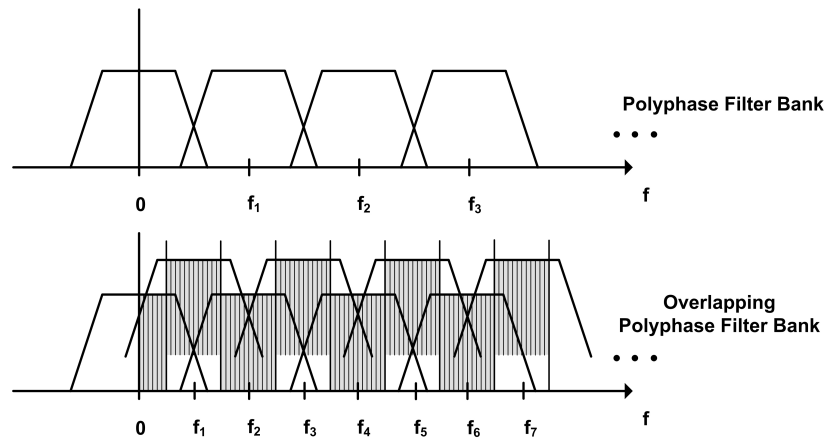 Polyphase Filter Bank
• • •
0 f₁ f₂ f₃ f
Overlapping
Polyphase Filter Bank
• • •
0 f₁ f₂ f₃ f₄ f₅ f₆ f₇ f